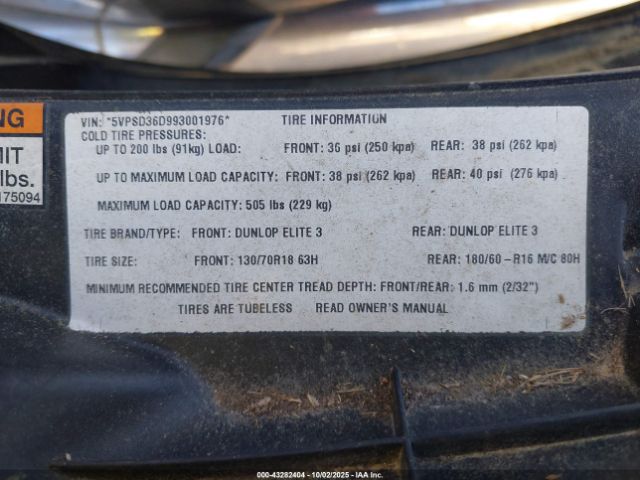 NG
MIT
lbs.
175094
VIN: *5VPSD36D993001976* TIRE INFORMATION
COLD TIRE PRESSURES:
UP TO 200 lbs (91kg) LOAD: FRONT: 36 psi (250 kpa) REAR: 38 psi (262 kpa)
UP TO MAXIMUM LOAD CAPACITY: FRONT: 38 psi (262 kpa) REAR: 40 psi (276 kpa)
MAXIMUM LOAD CAPACITY: 505 lbs (229 kg)
TIRE BRAND/TYPE: FRONT: DUNLOP ELITE 3 REAR: DUNLOP ELITE 3
TIRE SIZE: FRONT: 130/70R18 63H REAR: 180/60-R16 M/C 80H
MINIMUM RECOMMENDED TIRE CENTER TREAD DEPTH: FRONT/REAR: 1.6 mm (2/32")
TIRES ARE TUBELESS READ OWNER'S MANUAL
000-43282404 - 10/02/2025 - IAA